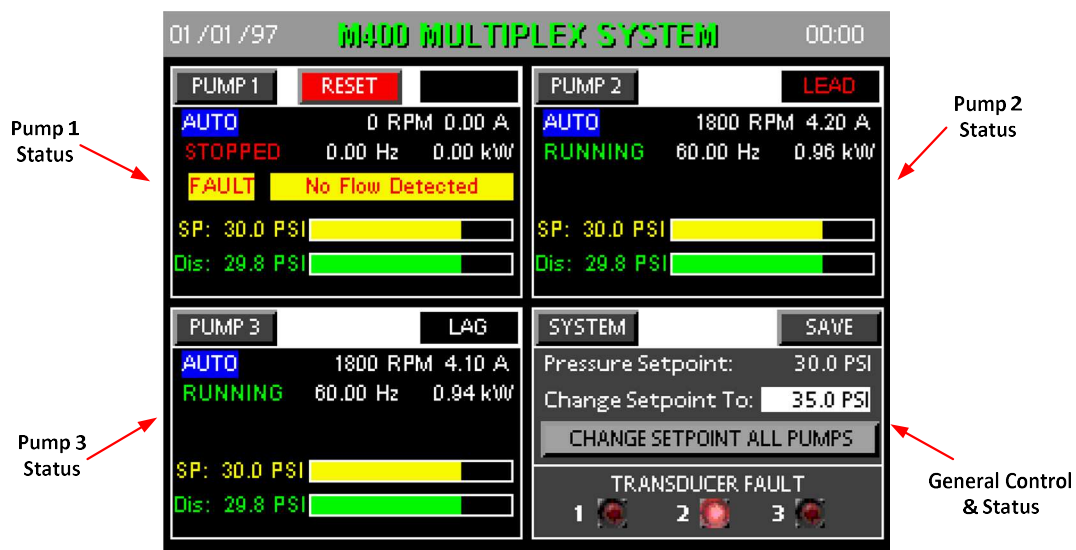 01/01/97 M400 MULTIPLEX SYSTEM 00:00
PUMP 1 RESET
AUTO 0 RPM 0.00 A
STOPPED 0.00 Hz 0.00 kW
FAULT No Flow Detected
SP: 30.0 PSI
Dis: 29.8 PSI
PUMP 2 LEAD
AUTO 1800 RPM 4.20 A
RUNNING 60.00 Hz 0.96 kW
SP: 30.0 PSI
Dis: 29.8 PSI
Pump 1
Status
Pump 2
Status
PUMP 3 LAG
AUTO 1800 RPM 4.10 A
RUNNING 60.00 Hz 0.94 kW
SP: 30.0 PSI
Dis: 29.8 PSI
SYSTEM SAVE
Pressure Setpoint: 30.0 PSI
Change Setpoint To: 35.0 PSI
CHANGE SETPOINT ALL PUMPS
TRANSDUCER FAULT
1 2 3
Pump 3
Status
General Control
& Status